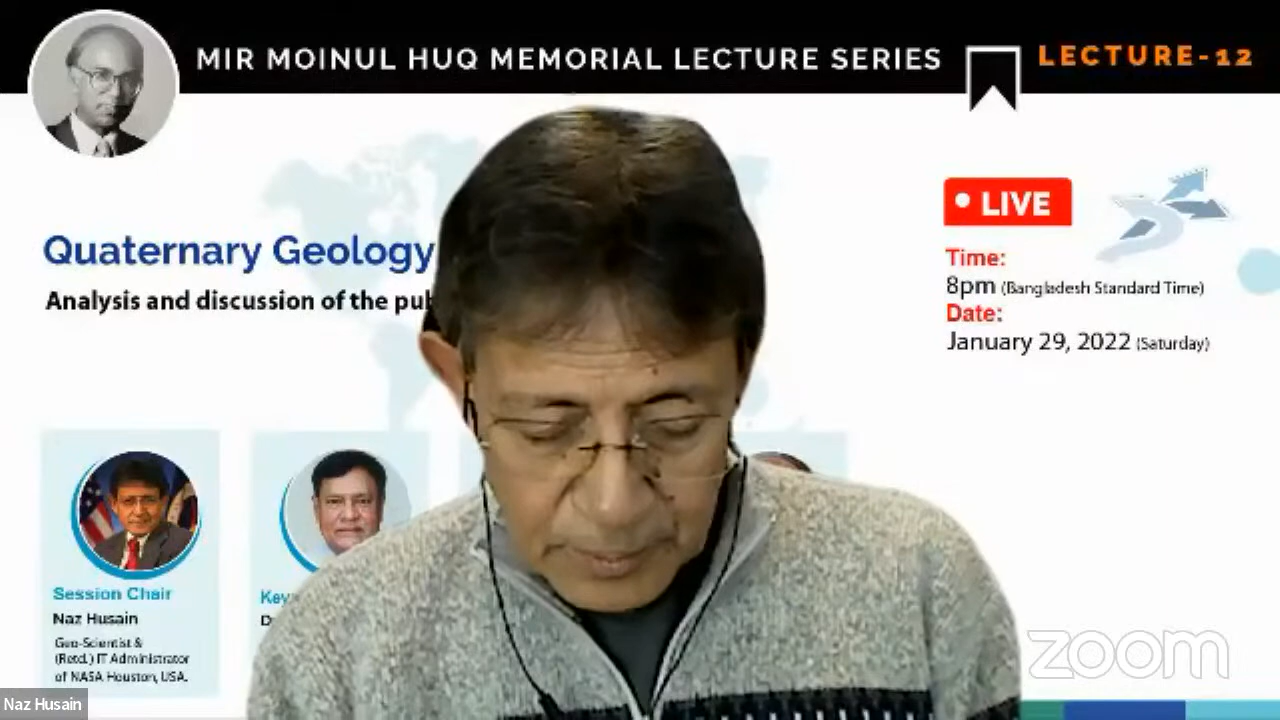 MIR MOINUL HUQ MEMORIAL LECTURE SERIES
LECTURE-12
LIVE
Quaternary Geology
Analysis and discussion of the
Time:
8pm (Bangladesh Standard Time)
Date:
January 29, 2022 (Saturday)
Session Chair
Naz Husain
Geo-Scientist &
(Retd.) IT Administrator
of NASA Houston, USA.
zoom
Naz Husain